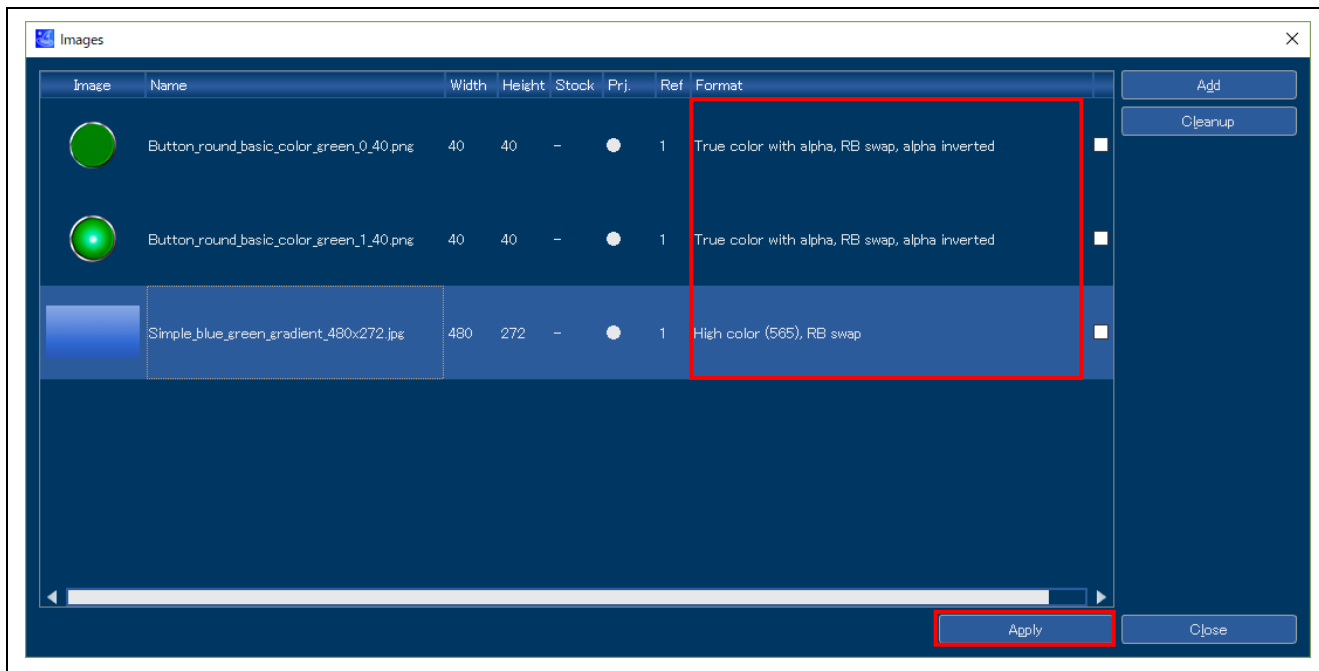 Images
Image Name Width Height Stock Prj. Ref Format
Add
Cleanup
Button_round_basic_color_green_0_40.png 40 40 - 1 True color with alpha, RB swap, alpha inverted
Button_round_basic_color_green_1_40.png 40 40 - 1 True color with alpha, RB swap, alpha inverted
Simple_blue_green_gradient_480x272.jpg 480 272 - 1 High color (565), RB swap
Apply
Close